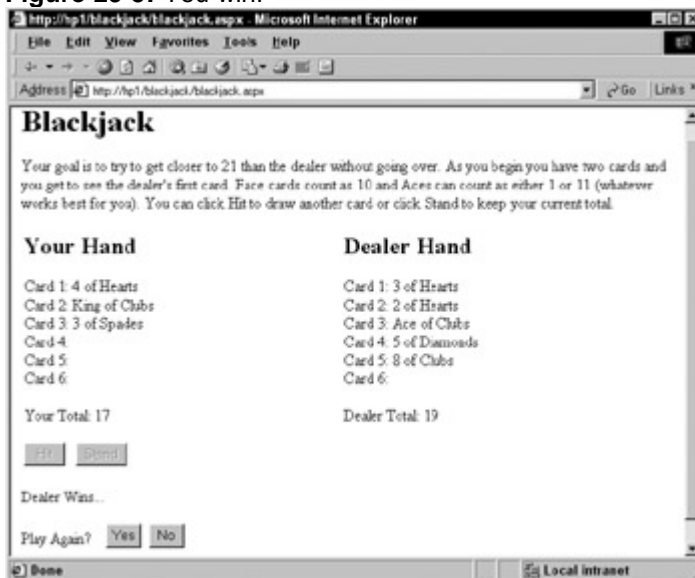 Figure 25-3: You win!
http://hp1/blackjack/blackjack.aspx - Microsoft Internet Explorer
File Edit View Favorites Tools Help
Address http://hp1/blackjack/blackjack.aspx Go Links
Blackjack
Your goal is to try to get closer to 21 than the dealer without going over. As you begin you have two cards and
you get to see the dealer's first card. Face cards count as 10 and Aces can count as either 1 or 11 (whatever
works best for you). You can click Hit to draw another card or click Stand to keep your current total.
Your Hand Dealer Hand
Card 1: 4 of Hearts Card 1: 3 of Hearts
Card 2: King of Clubs Card 2: 2 of Hearts
Card 3: 3 of Spades Card 3: Ace of Clubs
Card 4: Card 4: 5 of Diamonds
Card 5: Card 5: 8 of Clubs
Card 6: Card 6:
Your Total: 17 Dealer Total: 19
Hit Stand
Dealer Wins...
Play Again? Yes No
Done Local intranet